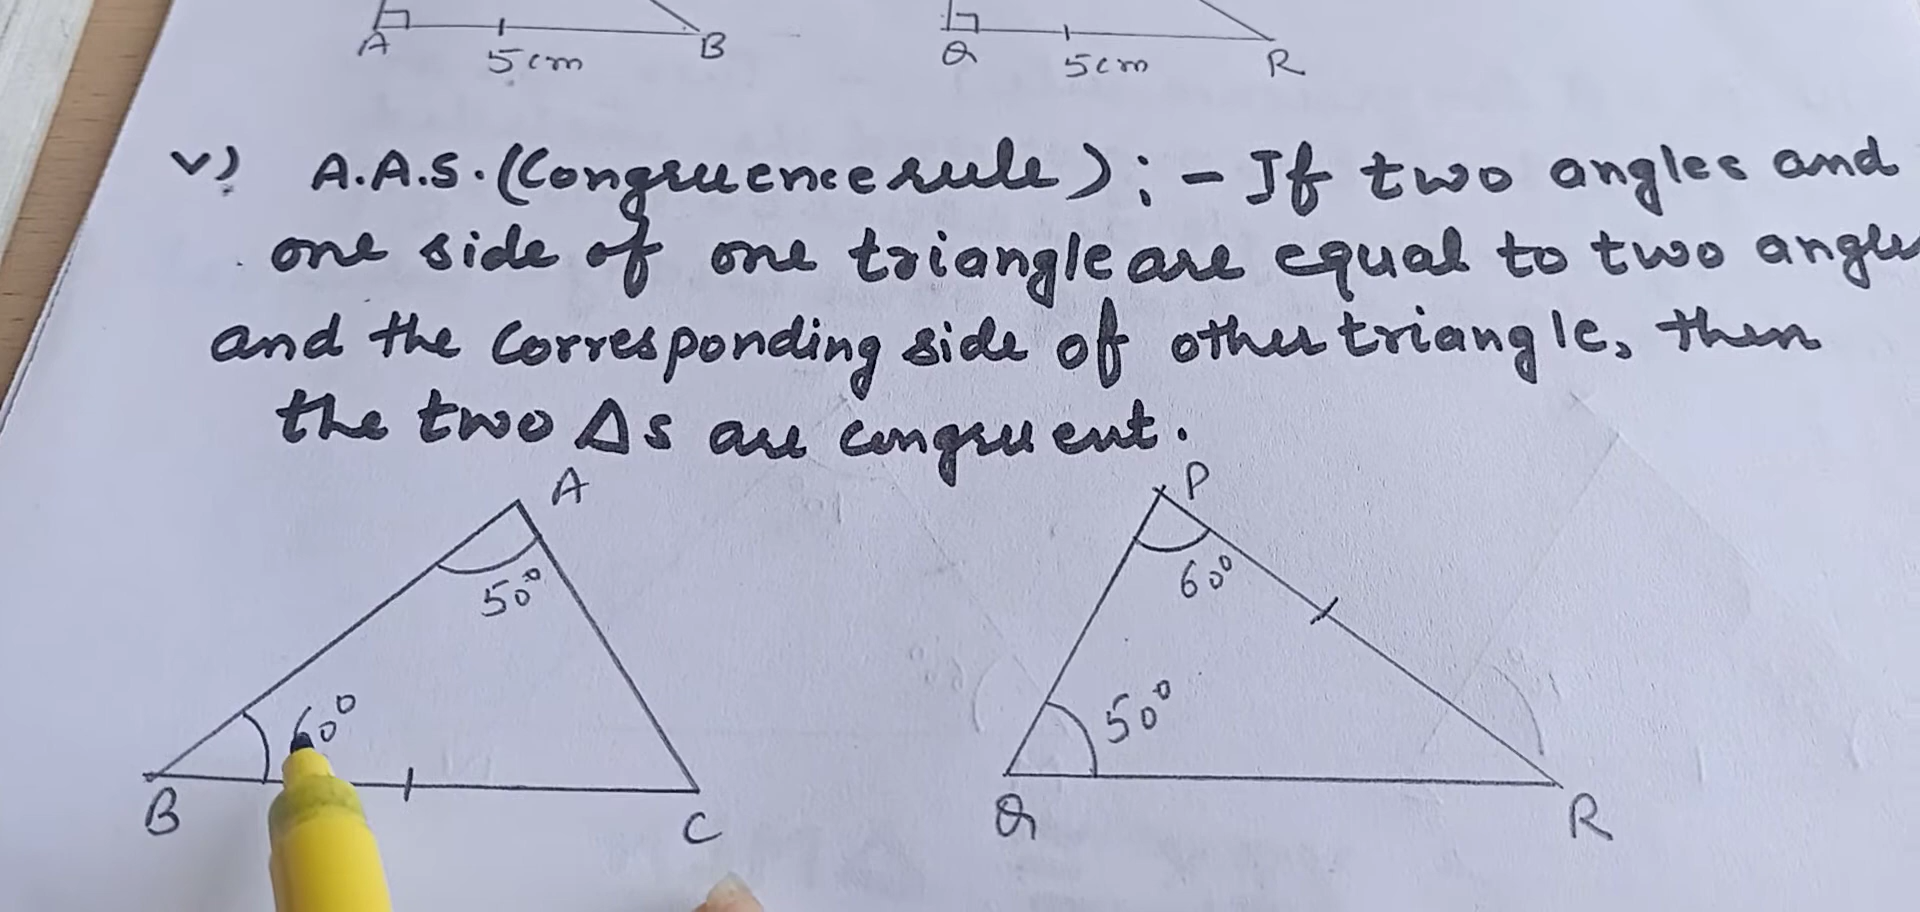 A 5cm B Q 5cm R
v) A.A.S. (Congruence rule) ; - If two angles and
one side of one triangle are equal to two angles
and the corresponding side of other triangle, then
the two Δs are congruent.
A P
50° 60°
60° 50°
B C Q R